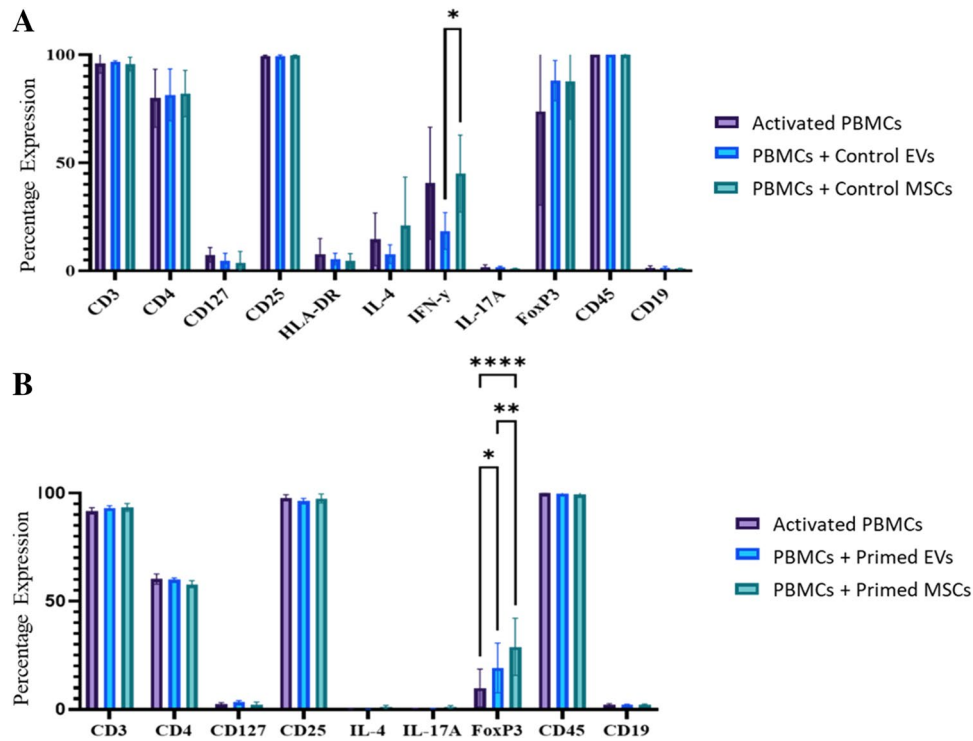 A
*
Percentage Expression
100
50
0
CD3
CD4
CD127
CD25
HLA-DR
IL-4
IFN-y
IL-17A
FoxP3
CD45
CD19
Activated PBMCs
PBMCs + Control EVs
PBMCs + Control MSCs
B
****
**
*
Percentage Expression
100
50
0
CD3
CD4
CD127
CD25
IL-4
IL-17A
FoxP3
CD45
CD19
Activated PBMCs
PBMCs + Primed EVs
PBMCs + Primed MSCs